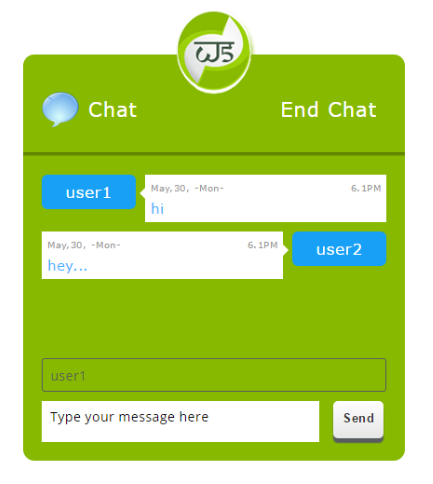 Chat
End Chat
user1
May,30, -Mon-
6.1PM
hi
May,30, -Mon-
6.1PM
hey...
user2
user1
Type your message here
Send